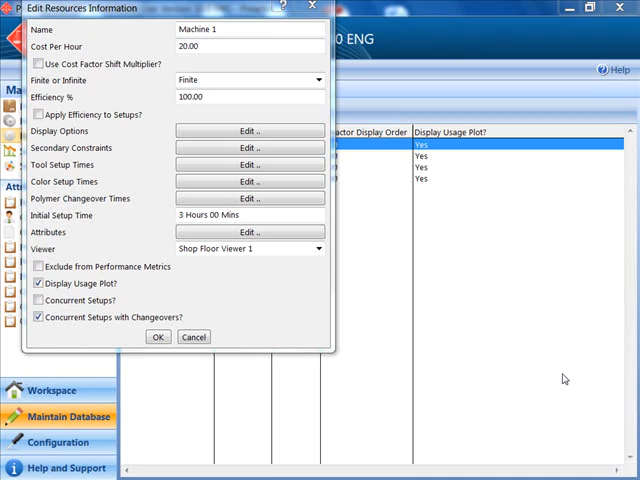 Edit Resources Information
0 ENG
Help
Name Machine 1
Cost Per Hour 20.00
Use Cost Factor Shift Multiplier?
Finite or Infinite Finite
Efficiency % 100.00
Apply Efficiency to Setups?
Display Options Edit ..
Secondary Constraints Edit ..
Tool Setup Times Edit ..
Color Setup Times Edit ..
Polymer Changeover Times Edit ..
Initial Setup Time 3 Hours 00 Mins
Attributes Edit ..
Viewer Shop Floor Viewer 1
Exclude from Performance Metrics
Display Usage Plot?
Concurrent Setups?
Concurrent Setups with Changeovers?
OK Cancel
actor Display Order Display Usage Plot?
Yes
Yes
Yes
Yes
Ma
Attr
Workspace
Maintain Database
Configuration
Help and Support